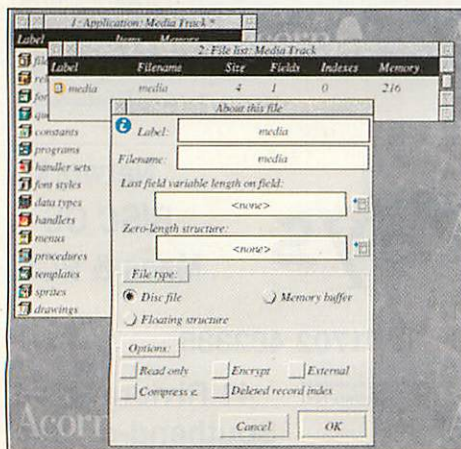 1: Application: Media Track *
Label Items Memory
2: File list: Media Track
Label Filename Size Fields Indexes Memory
media media 4 1 0 216
constants
programs
handler sets
font styles
data types
handlers
menus
procedures
templates
sprites
drawings
About this file
Label: media
Filename: media
Last field variable length on field:
<none>
Zero-length structure:
<none>
File type:
Disc file Memory buffer
Floating structure
Options:
Read only Encrypt External
Compress e. Deleted record index
Cancel OK
Acorn